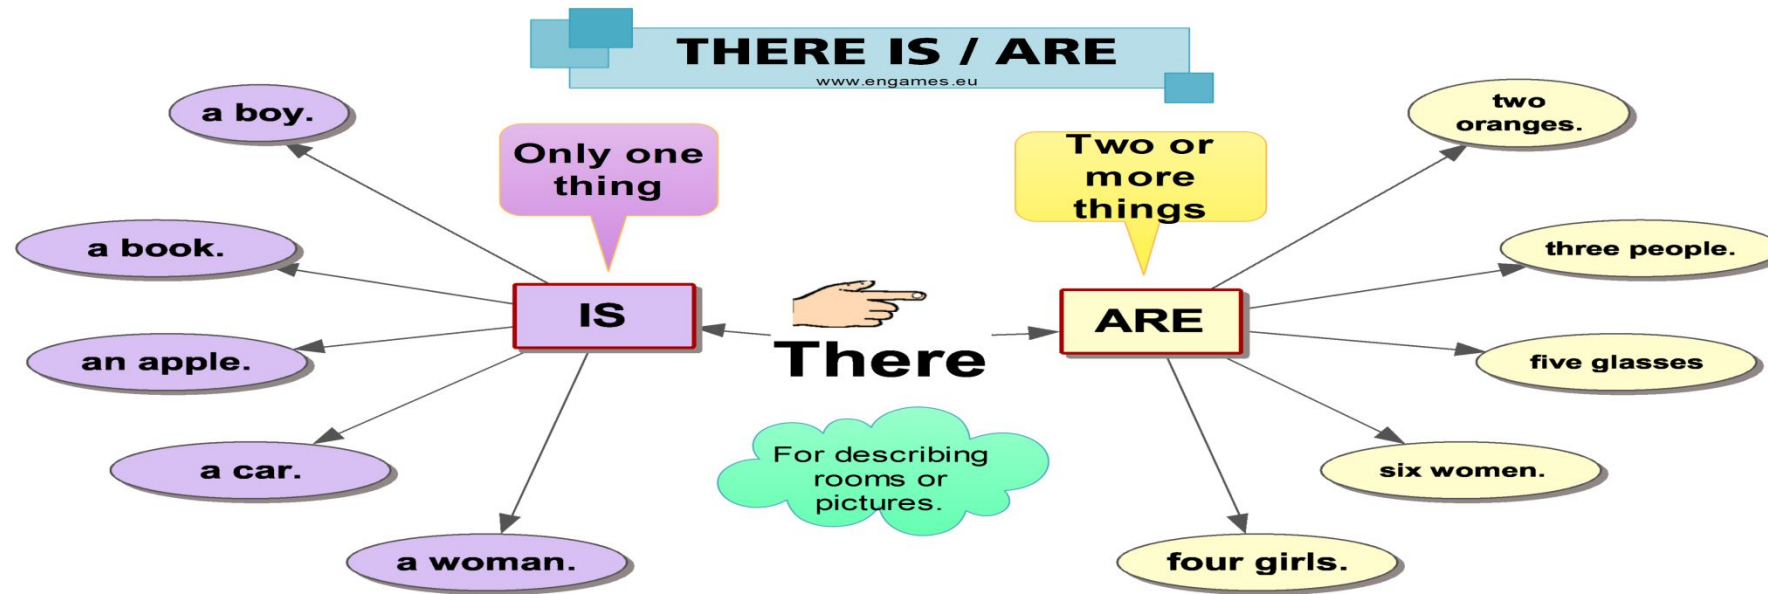 THERE IS / ARE
www.engames.eu
a boy.
Only one
thing
Two or
more
things
two
oranges.
a book.
three people.
IS
ARE
There
an apple.
five glasses
a car.
For describing
rooms or
pictures.
six women.
a woman.
four girls.